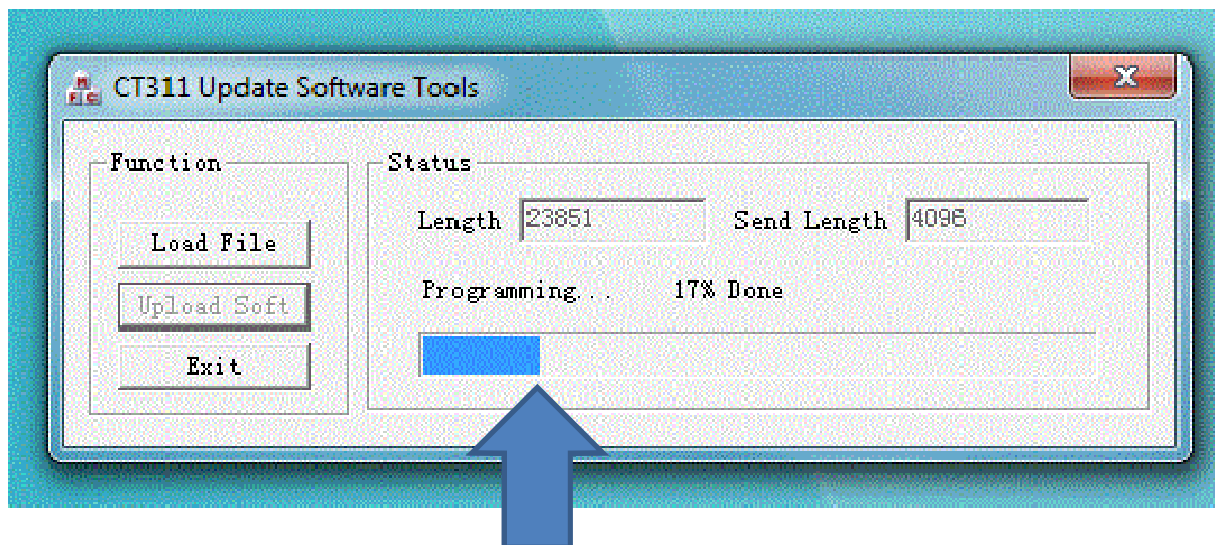 CT311 Update Software Tools
Function
Load File
Upload Soft
Exit
Status
Length 23851 Send Length 4096
Programming... 17% Done